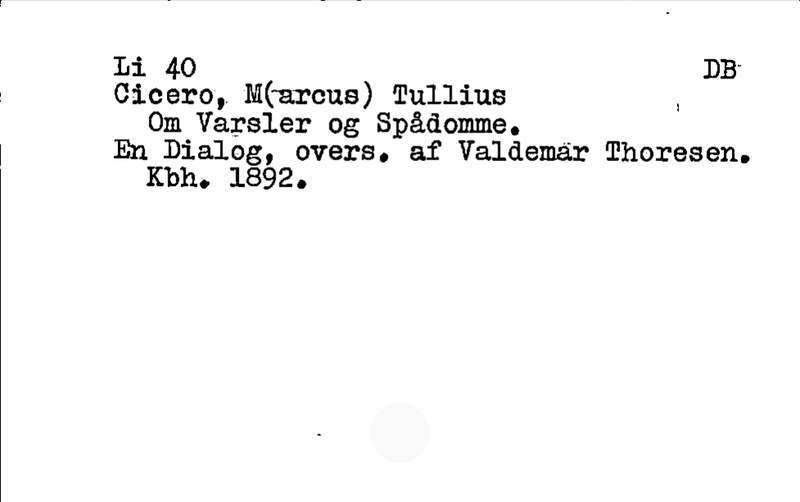 Li 40 DB
Cicero, M(arcus) Tullius
Om Varsler og Spådomme.
En Dialog, overs. af Valdemar Thoresen.
Kbh. 1892.